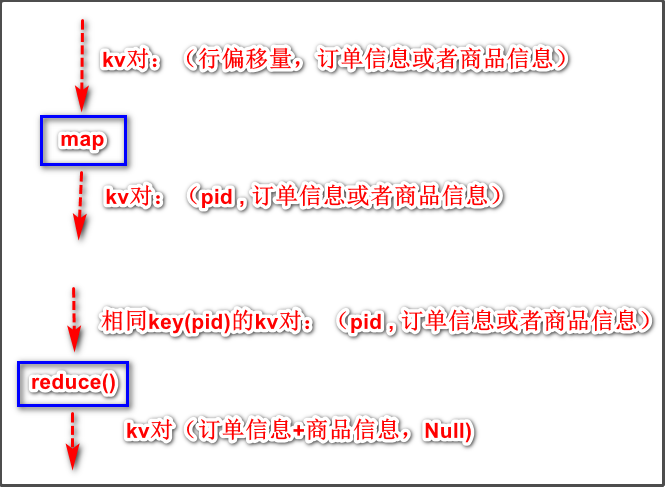 kv对：（行偏移量，订单信息或者商品信息）
map
kv对：（pid , 订单信息或者商品信息）
相同key(pid)的kv对：（pid , 订单信息或者商品信息）
reduce()
kv对（订单信息+商品信息，Null)